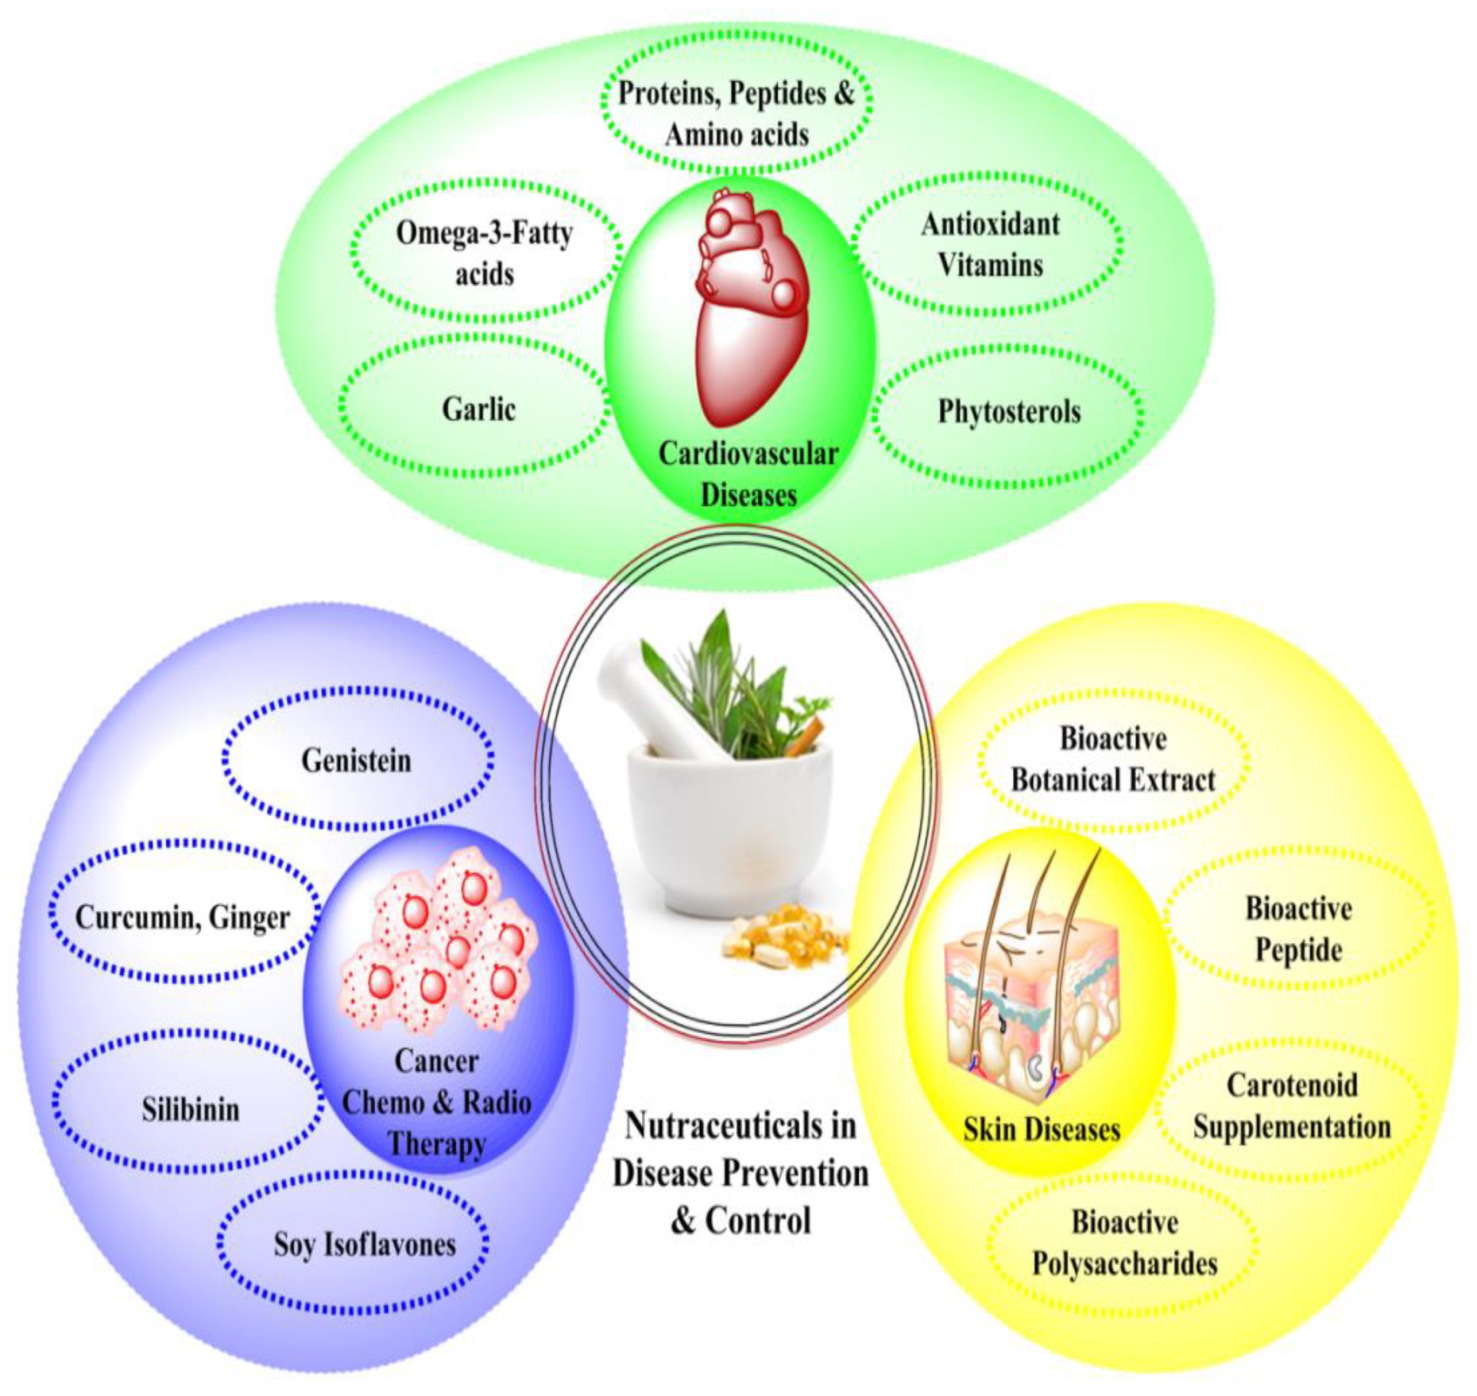 Proteins, Peptides &
Amino acids
Omega-3-Fatty
acids
Antioxidant
Vitamins
Garlic
Phytosterols
Cardiovascular
Diseases
Genistein
Curcumin, Ginger
Silibinin
Soy Isoflavones
Cancer
Chemo & Radio
Therapy
Nutraceuticals in
Disease Prevention
& Control
Bioactive
Botanical Extract
Bioactive
Peptide
Carotenoid
Supplementation
Bioactive
Polysaccharides
Skin Diseases